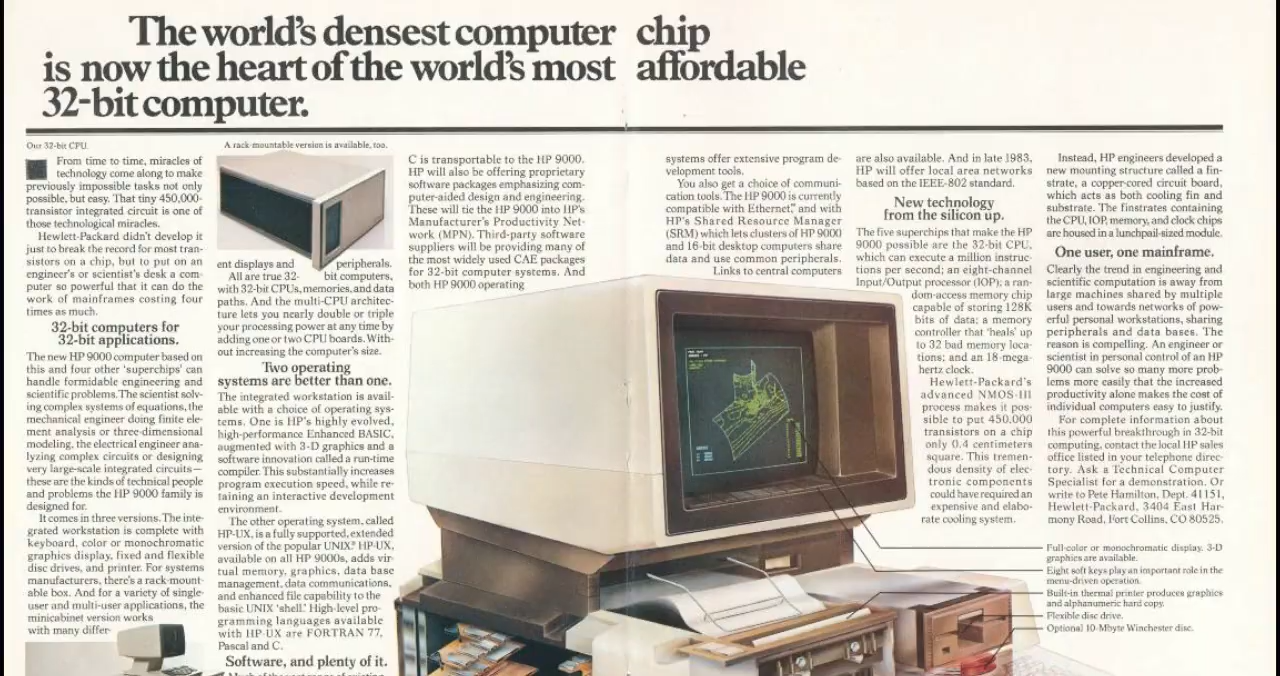 The world's densest computer chip
is now the heart of the world's most affordable
32-bit computer.
Our 32-bit CPU.
From time to time, miracles of
technology come along to make
previously impossible tasks not only
possible, but easy. That tiny 450,000-
transistor integrated circuit is one of
those technological miracles.
Hewlett-Packard didn't develop it
just to break the record for most tran-
sistors on a chip, but to put on an
engineer's or scientist's desk a com-
puter so powerful that it can do the
work of mainframes costing four
times as much.
32-bit computers for
32-bit applications.
The new HP 9000 computer based on
this and four other 'superchips' can
handle formidable engineering and
scientific problems. The scientist solv-
ing complex systems of equations, the
mechanical engineer doing finite ele-
ment analysis or three-dimensional
modeling, the electrical engineer ana-
lyzing complex circuits or designing
very large-scale integrated circuits—
these are the kinds of technical people
and problems the HP 9000 family is
designed for.
It comes in three versions. The inte-
grated workstation is complete with
keyboard, color or monochromatic
graphics display, fixed and flexible
disc drives, and printer. For systems
manufacturers, there's a rack-mount-
able box. And for a variety of single-
user and multi-user applications, the
minicabinet version works
with many differ-
A rack-mountable version is available, too.
ent displays and peripherals.
All are true 32-bit computers,
with 32-bit CPUs, memories, and data
paths. And the multi-CPU architec-
ture lets you nearly double or triple
your processing power at any time by
adding one or two CPU boards. With-
out increasing the computer's size.
Two operating
systems are better than one.
The integrated workstation is avail-
able with a choice of operating sys-
tems. One is HP's highly evolved,
high-performance Enhanced BASIC,
augmented with 3-D graphics and a
software innovation called a run-time
compiler. This substantially increases
program execution speed, while re-
taining an interactive development
environment.
The other operating system, called
HP-UX, is a fully supported, extended
version of the popular UNIX.* HP-UX,
available on all HP 9000s, adds vir-
tual memory, graphics, data base
management, data communications,
and enhanced file capability to the
basic UNIX 'shell.' High-level pro-
gramming languages available
with HP-UX are FORTRAN 77,
Pascal and C.
Software, and plenty of it.
Much of the vast range of existing
C is transportable to the HP 9000.
HP will also be offering proprietary
software packages emphasizing com-
puter-aided design and engineering.
These will tie the HP 9000 into HP's
Manufacturer's Productivity Net-
work (MPN). Third-party software
suppliers will be providing many of
the most widely used CAE packages
for 32-bit computer systems. And
both HP 9000 operating
systems offer extensive program de-
velopment tools.
You also get a choice of communi-
cation tools. The HP 9000 is currently
compatible with Ethernet,** and with
HP's Shared Resource Manager
(SRM) which lets clusters of HP 9000
and 16-bit desktop computers share
data and use common peripherals.
Links to central computers
are also available. And in late 1983,
HP will offer local area networks
based on the IEEE-802 standard.
New technology
from the silicon up.
The five superchips that make the HP
9000 possible are the 32-bit CPU,
which can execute a million instruc-
tions per second; an eight-channel
Input/Output processor (IOP); a ran-
dom-access memory chip
capable of storing 128K
bits of data; a memory
controller that 'heals' up
to 32 bad memory loca-
tions; and an 18-mega-
hertz clock.
Hewlett-Packard's
advanced NMOS-III
process makes it pos-
sible to put 450,000
transistors on a chip
only 0.4 centimeters
square. This tremen-
dous density of elec-
tronic components
could have required an
expensive and elabo-
rate cooling system.
Instead, HP engineers developed a
new mounting structure called a fin-
strate, a copper-cored circuit board,
which acts as both cooling fin and
substrate. The finstrates containing
the CPU, IOP, memory, and clock chips
are housed in a lunchpail-sized module.
One user, one mainframe.
Clearly the trend in engineering and
scientific computation is away from
large machines shared by multiple
users and towards networks of pow-
erful personal workstations, sharing
peripherals and data bases. The
reason is compelling. An engineer or
scientist in personal control of an HP
9000 can solve so many more prob-
lems more easily that the increased
productivity alone makes the cost of
individual computers easy to justify.
For complete information about
this powerful breakthrough in 32-bit
computing, contact the local HP sales
office listed in your telephone direc-
tory. Ask a Technical Computer
Specialist for a demonstration. Or
write to Pete Hamilton, Dept. 41151,
Hewlett-Packard, 3404 East Har-
mony Road, Fort Collins, CO 80525.
Full-color or monochromatic display. 3-D
graphics are available.
Eight soft keys play an important role in the
menu-driven operation.
Built-in thermal printer produces graphics
and alphanumeric hard copy.
Flexible disc drive.
Optional 10-Mbyte Winchester disc.